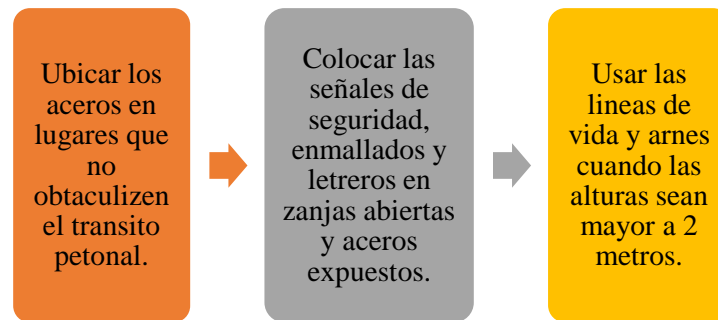 Ubicar los
aceros en
lugares que
no
obtaculizen
el transito
petonal.
Colocar las
señales de
seguridad,
enmallados y
letreros en
zanjas abiertas
y aceros
expuestos.
Usar las
lineas de
vida y arnes
cuando las
alturas sean
mayor a 2
metros.